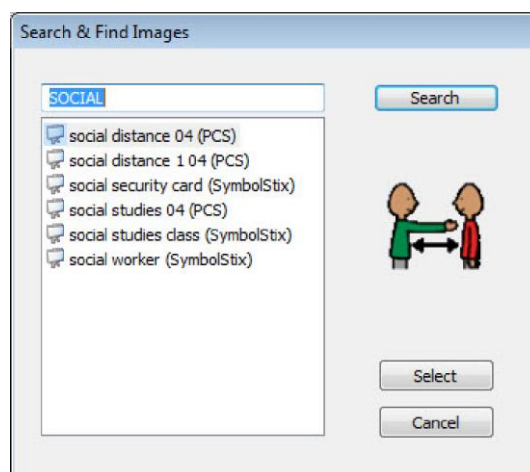 Search & Find Images
SOCIAL
Search
social distance 04 (PCS)
social distance 1 04 (PCS)
social security card (SymbolStix)
social studies 04 (PCS)
social studies class (SymbolStix)
social worker (SymbolStix)
Select
Cancel